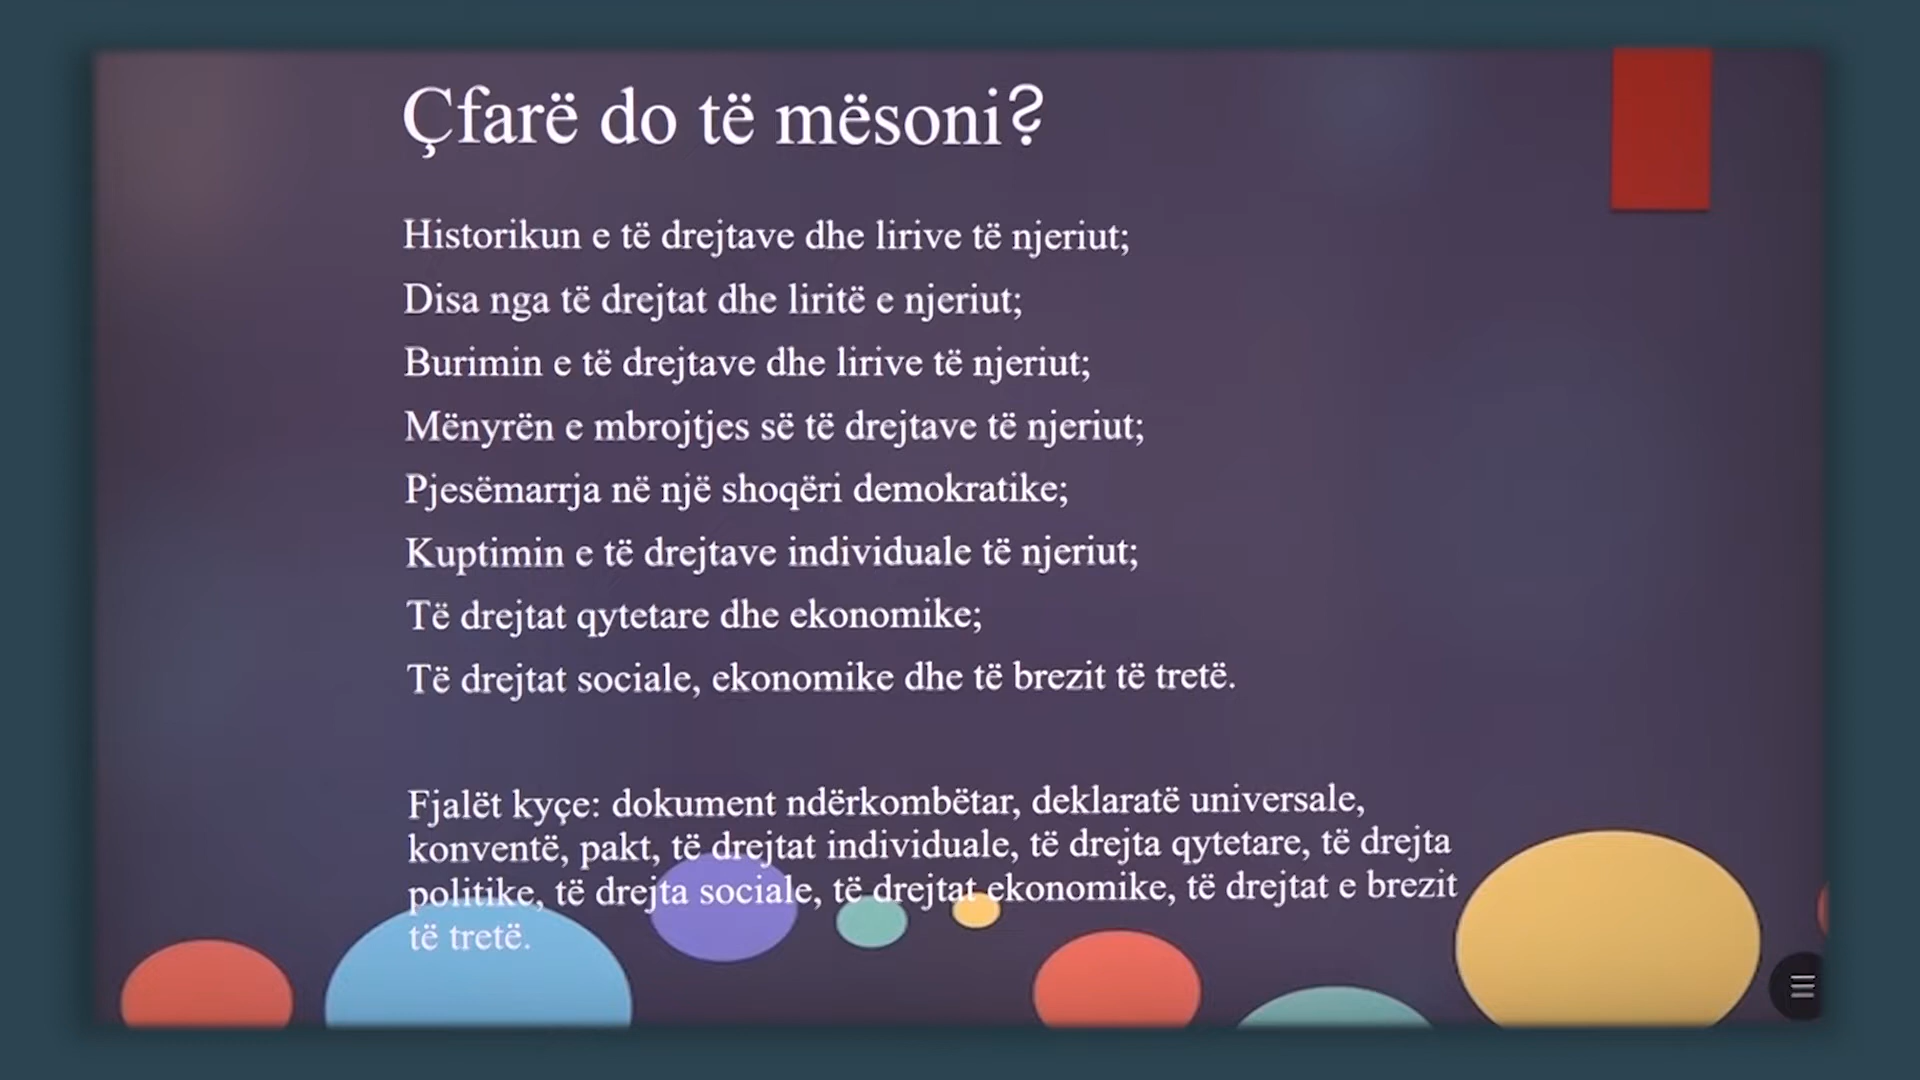 Çfarë do të mësoni?
Historikun e të drejtave dhe lirive të njeriut;
Disa nga të drejtat dhe liritë e njeriut;
Burimin e të drejtave dhe lirive të njeriut;
Mënyrën e mbrojtjes së të drejtave të njeriut;
Pjesëmarrja në një shoqëri demokratike;
Kuptimin e të drejtave individuale të njeriut;
Të drejtat qytetare dhe ekonomike;
Të drejtat sociale, ekonomike dhe të brezit të tretë.
Fjalët kyçe: dokument ndërkombëtar, deklaratë universale,
konventë, pakt, të drejtat individuale, të drejta qytetare, të drejta
politike, të drejta sociale, të drejtat ekonomike, të drejtat e brezit
të tretë.